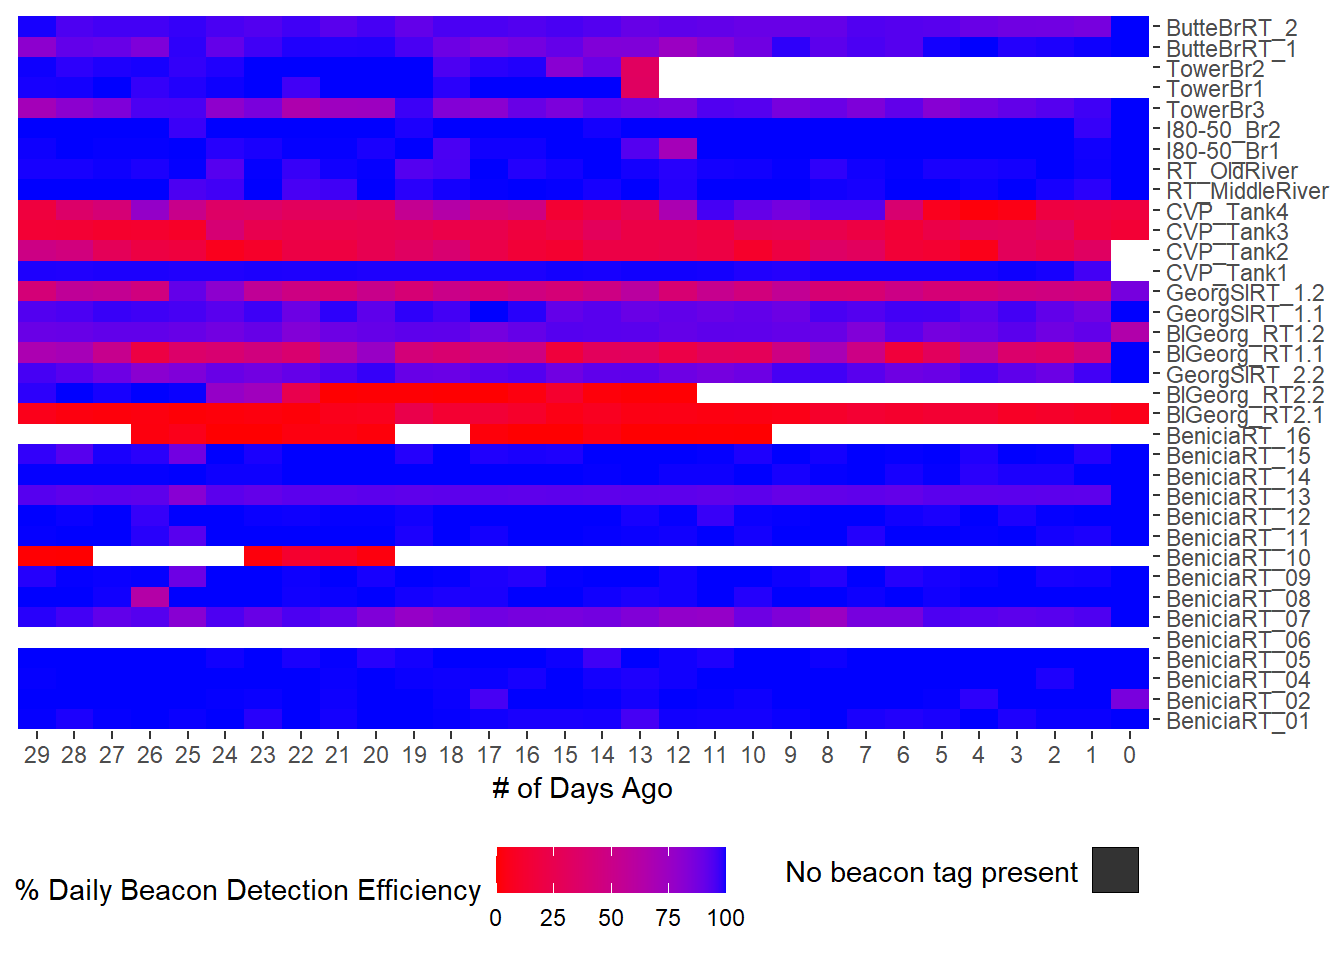 ButteBrRT_2
ButteBrRT_1
TowerBr2
TowerBr1
TowerBr3
I80-50_Br2
I80-50_Br1
RT_OldRiver
RT_MiddleRiver
CVP_Tank4
CVP_Tank3
CVP_Tank2
CVP_Tank1
GeorgSlRT_1.2
GeorgSlRT_1.1
BlGeorg_RT1.2
BlGeorg_RT1.1
GeorgSlRT_2.2
BlGeorg_RT2.2
BlGeorg_RT2.1
BeniciaRT_16
BeniciaRT_15
BeniciaRT_14
BeniciaRT_13
BeniciaRT_12
BeniciaRT_11
BeniciaRT_10
BeniciaRT_09
BeniciaRT_08
BeniciaRT_07
BeniciaRT_06
BeniciaRT_05
BeniciaRT_04
BeniciaRT_02
BeniciaRT_01
29 28 27 26 25 24 23 22 21 20 19 18 17 16 15 14 13 12 11 10 9 8 7 6 5 4 3 2 1 0
# of Days Ago
% Daily Beacon Detection Efficiency
0 25 50 75 100
No beacon tag present